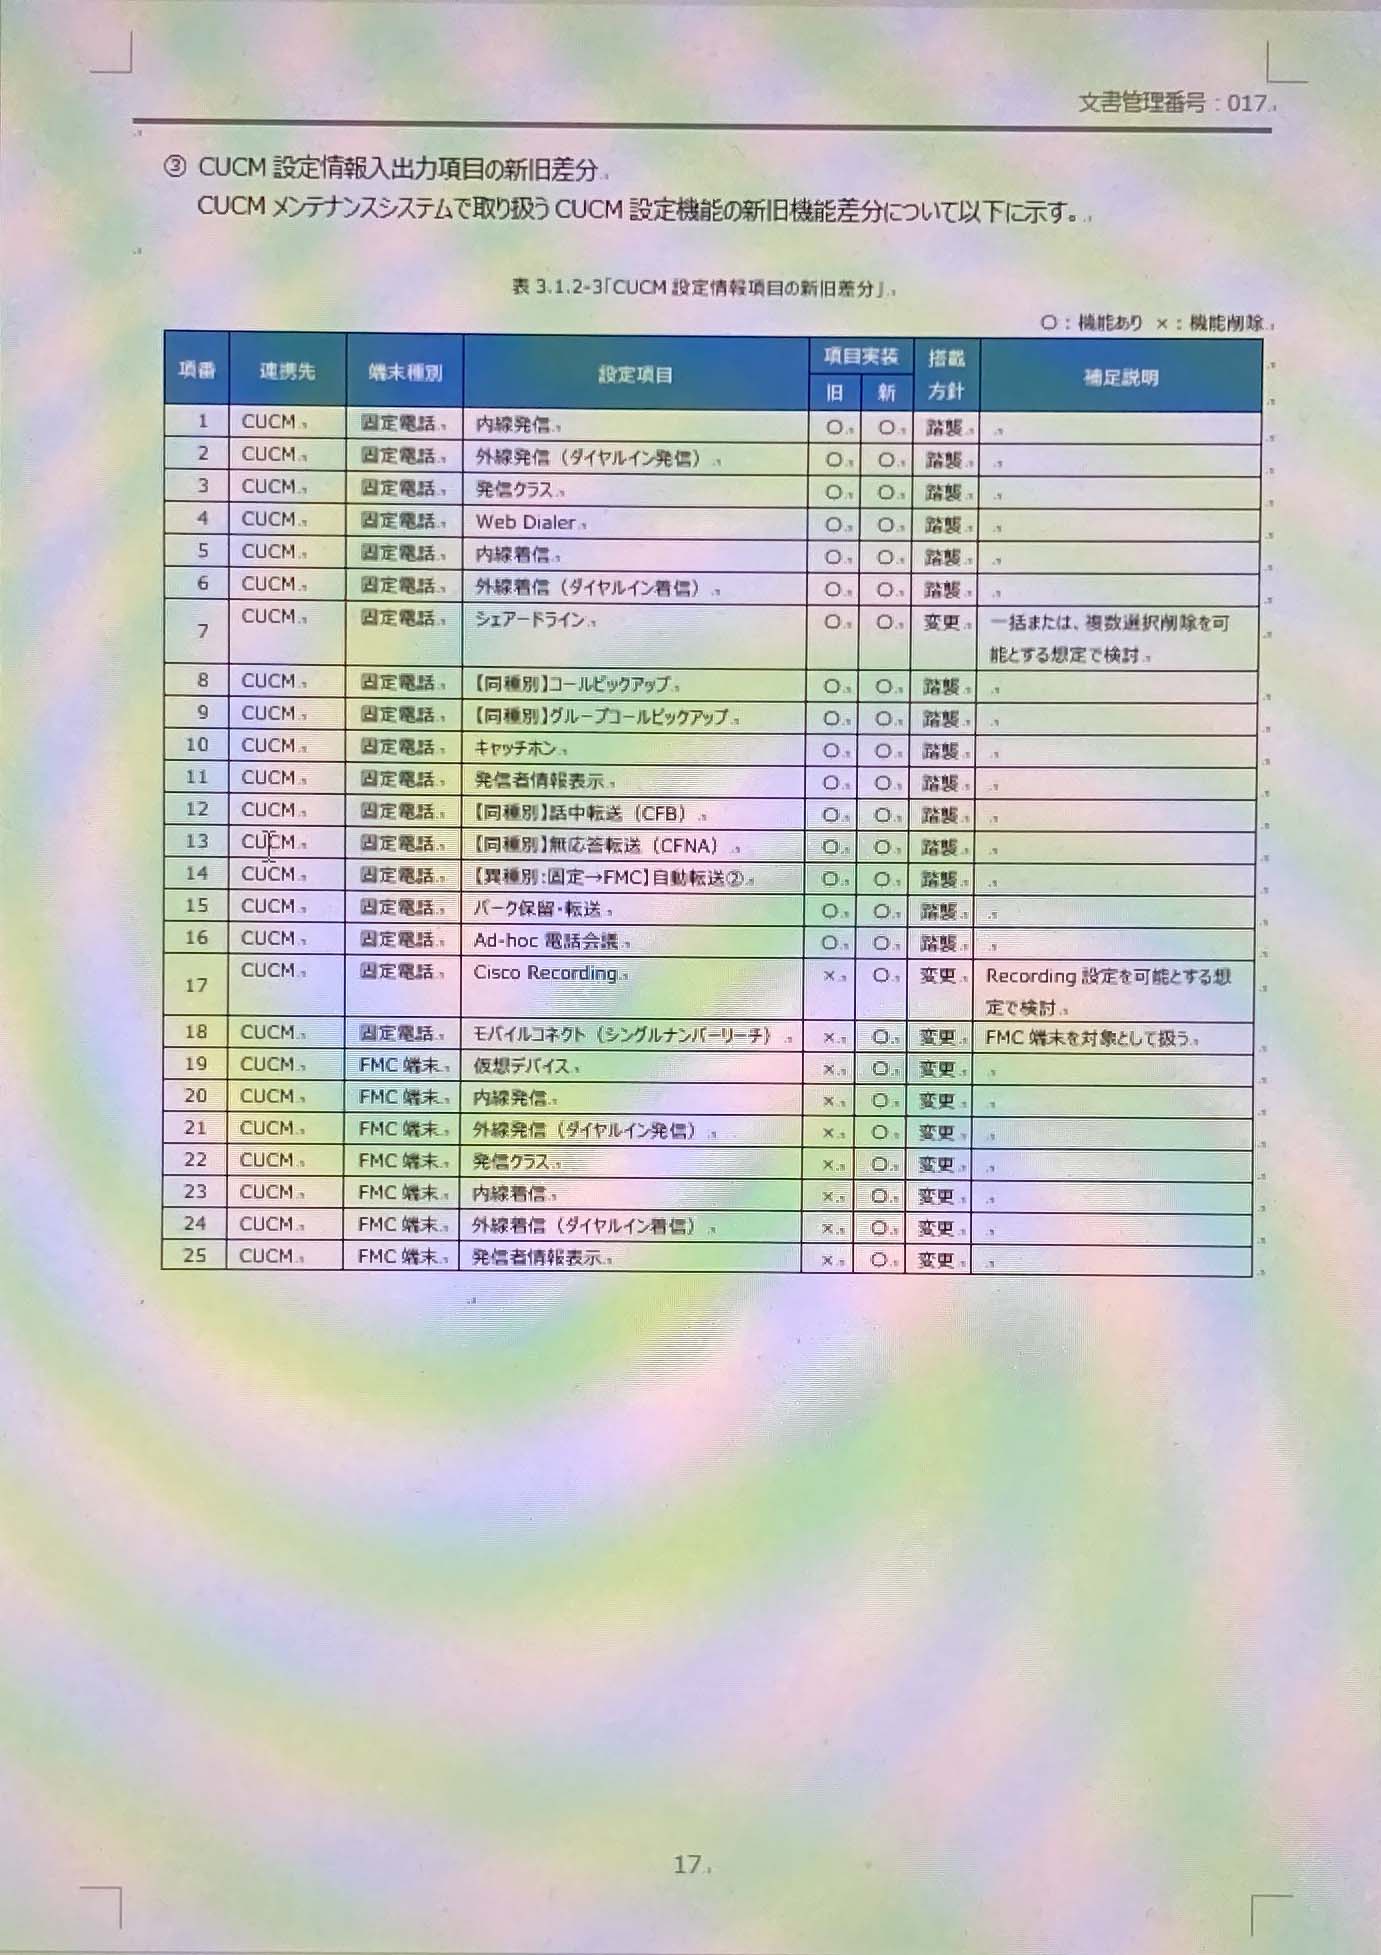 文書管理番号：017
③ CUCM 設定情報入出力項目の新旧差分
CUCM メンテナンスシステムで取り扱う CUCM 設定機能の新旧機能差分について以下に示す。
表 3.1.2-3「CUCM 設定情報項目の新旧差分」
〇：機能あり ×：機能削除
項番 連携先 端末種別 設定項目 項目実装 搭載方針 補足説明
旧 新
1 CUCM 固定電話 内線発信 〇 〇 踏襲
2 CUCM 固定電話 外線発信（ダイヤルイン発信） 〇 〇 踏襲
3 CUCM 固定電話 発信クラス 〇 〇 踏襲
4 CUCM 固定電話 Web Dialer 〇 〇 踏襲
5 CUCM 固定電話 内線着信 〇 〇 踏襲
6 CUCM 固定電話 外線着信（ダイヤルイン着信） 〇 〇 踏襲
7 CUCM 固定電話 シェアードライン 〇 〇 変更 一括または、複数選択削除を可
能とする想定で検討
8 CUCM 固定電話 【同種別】コールピックアップ 〇 〇 踏襲
9 CUCM 固定電話 【同種別】グループコールピックアップ 〇 〇 踏襲
10 CUCM 固定電話 キャッチホン 〇 〇 踏襲
11 CUCM 固定電話 発信者情報表示 〇 〇 踏襲
12 CUCM 固定電話 【同種別】話中転送（CFB） 〇 〇 踏襲
13 CUCM 固定電話 【同種別】無応答転送（CFNA） 〇 〇 踏襲
14 CUCM 固定電話 【異種別:固定→FMC】自動転送② 〇 〇 踏襲
15 CUCM 固定電話 パーク保留・転送 〇 〇 踏襲
16 CUCM 固定電話 Ad-hoc 電話会議 〇 〇 踏襲
17 CUCM 固定電話 Cisco Recording × 〇 変更 Recording 設定を可能とする想
定で検討
18 CUCM 固定電話 モバイルコネクト（シングルナンバーリーチ） × 〇 変更 FMC 端末を対象として扱う
19 CUCM FMC 端末 仮想デバイス × 〇 変更
20 CUCM FMC 端末 内線発信 × 〇 変更
21 CUCM FMC 端末 外線発信（ダイヤルイン発信） × 〇 変更
22 CUCM FMC 端末 発信クラス × 〇 変更
23 CUCM FMC 端末 内線着信 × 〇 変更
24 CUCM FMC 端末 外線着信（ダイヤルイン着信） × 〇 変更
25 CUCM FMC 端末 発信者情報表示 × 〇 変更
17